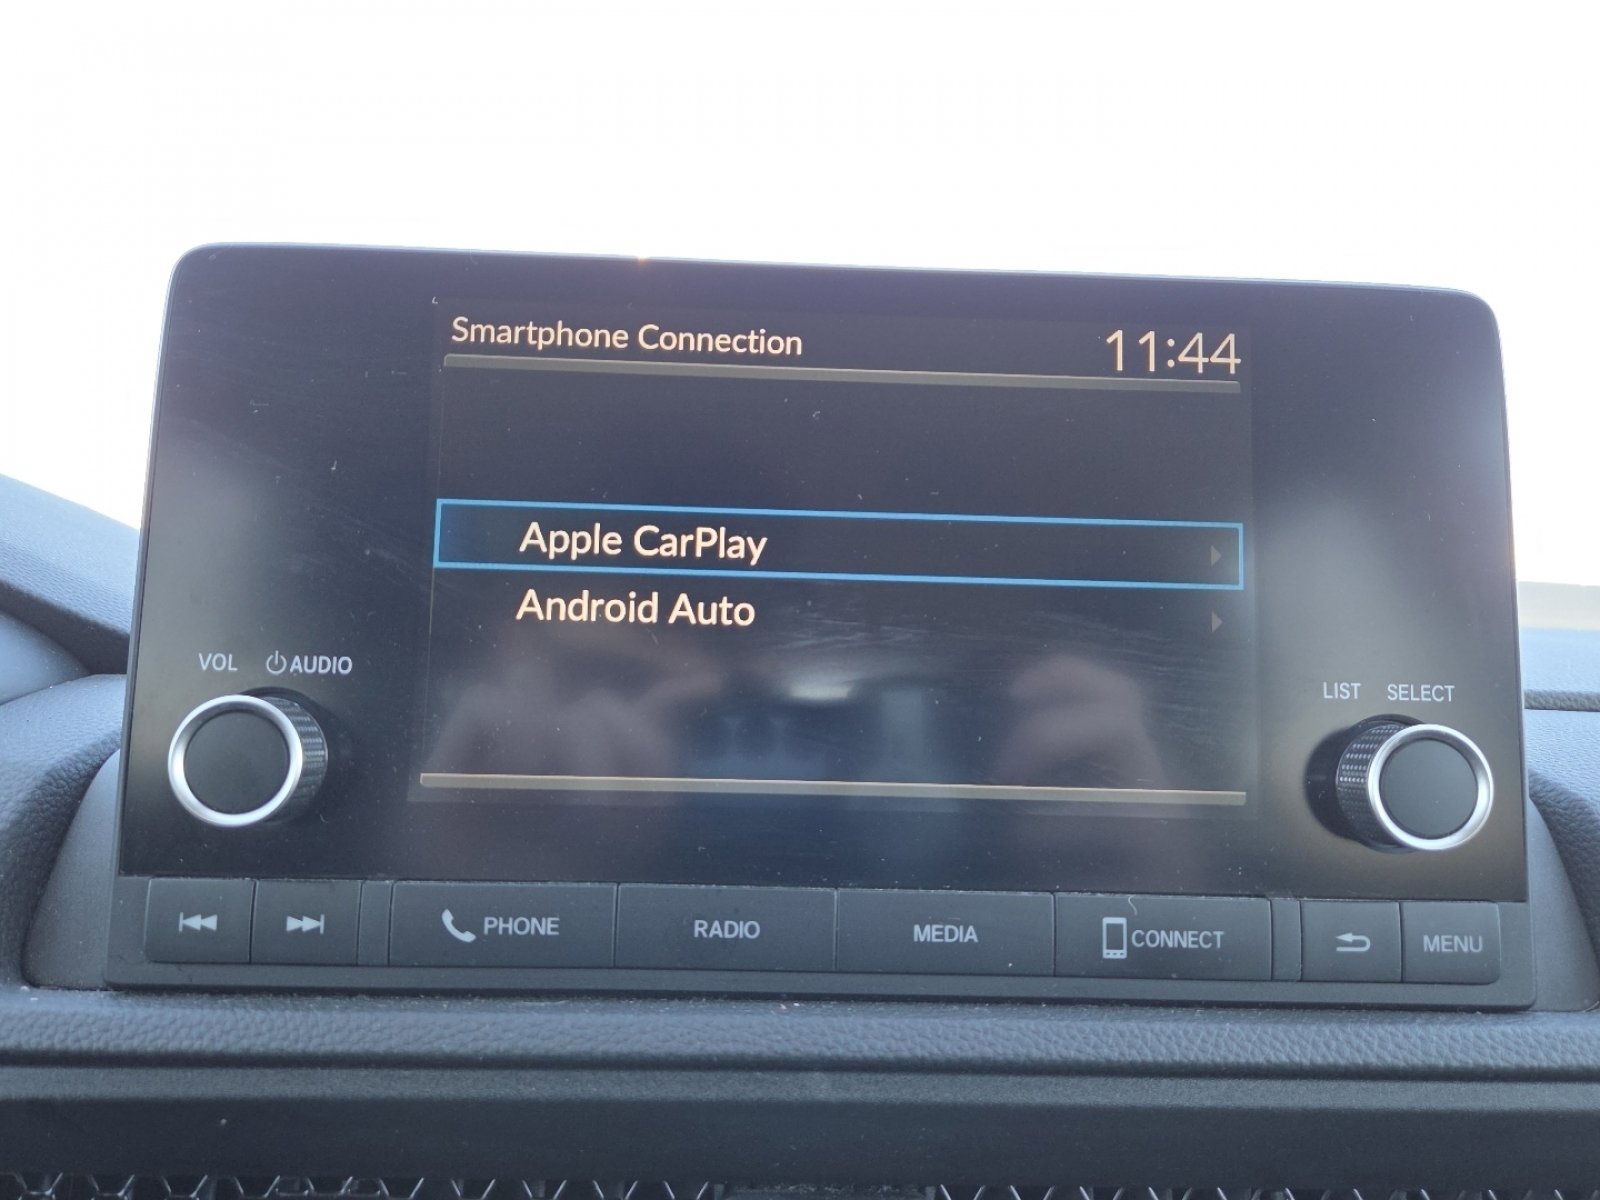 Smartphone Connection 11:44
Apple CarPlay
Android Auto
VOL AUDIO
LIST SELECT
PHONE RADIO MEDIA CONNECT MENU